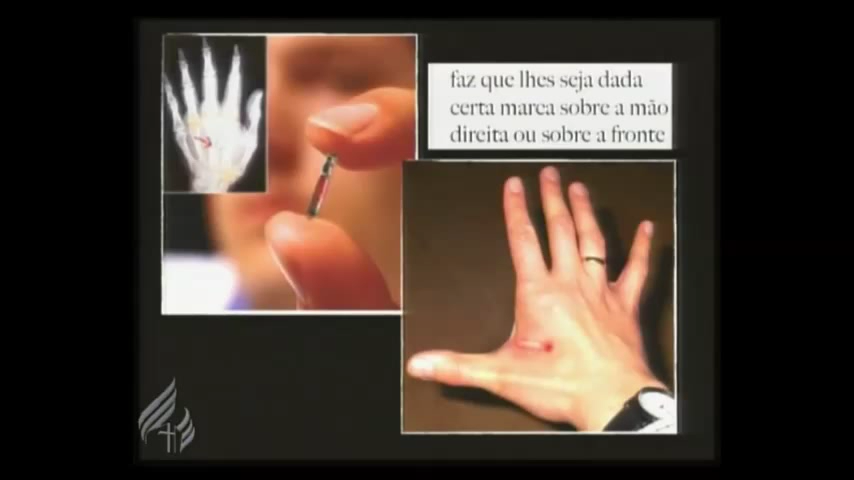 faz que lhes seja dada
certa marca sobre a mão
direita ou sobre a fronte